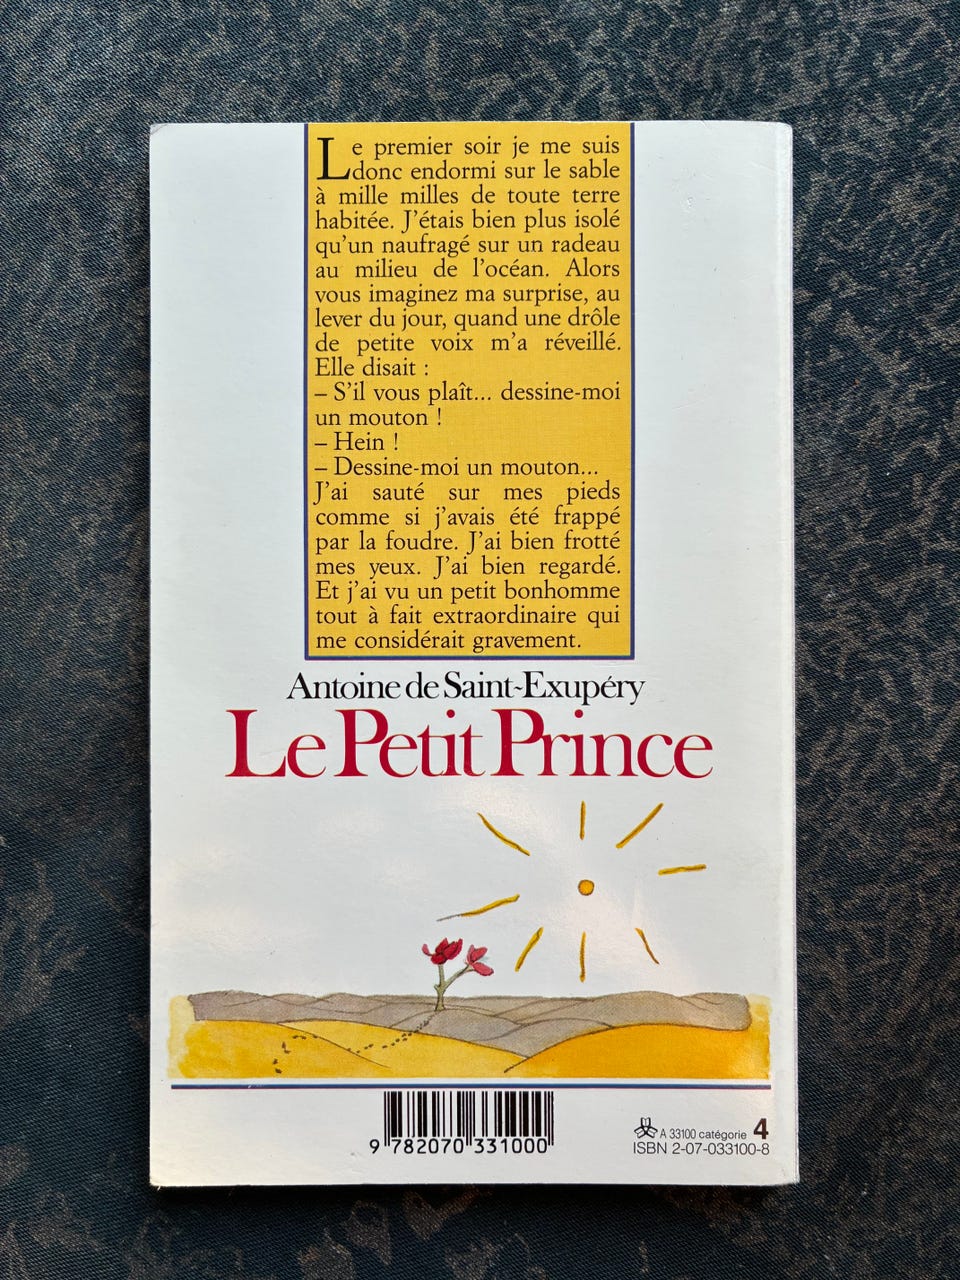 Le premier soir je me suis
donc endormi sur le sable
à mille milles de toute terre
habitée. J'étais bien plus isolé
qu'un naufragé sur un radeau
au milieu de l'océan. Alors
vous imaginez ma surprise, au
lever du jour, quand une drôle
de petite voix m'a réveillé.
Elle disait :
– S'il vous plaît... dessine-moi
un mouton !
– Hein !
– Dessine-moi un mouton...
J'ai sauté sur mes pieds
comme si j'avais été frappé
par la foudre. J'ai bien frotté
mes yeux. J'ai bien regardé.
Et j'ai vu un petit bonhomme
tout à fait extraordinaire qui
me considérait gravement.
Antoine de Saint-Exupéry
Le Petit Prince
9 782070 331000
A 33100 catégorie 4
ISBN 2-07-033100-8